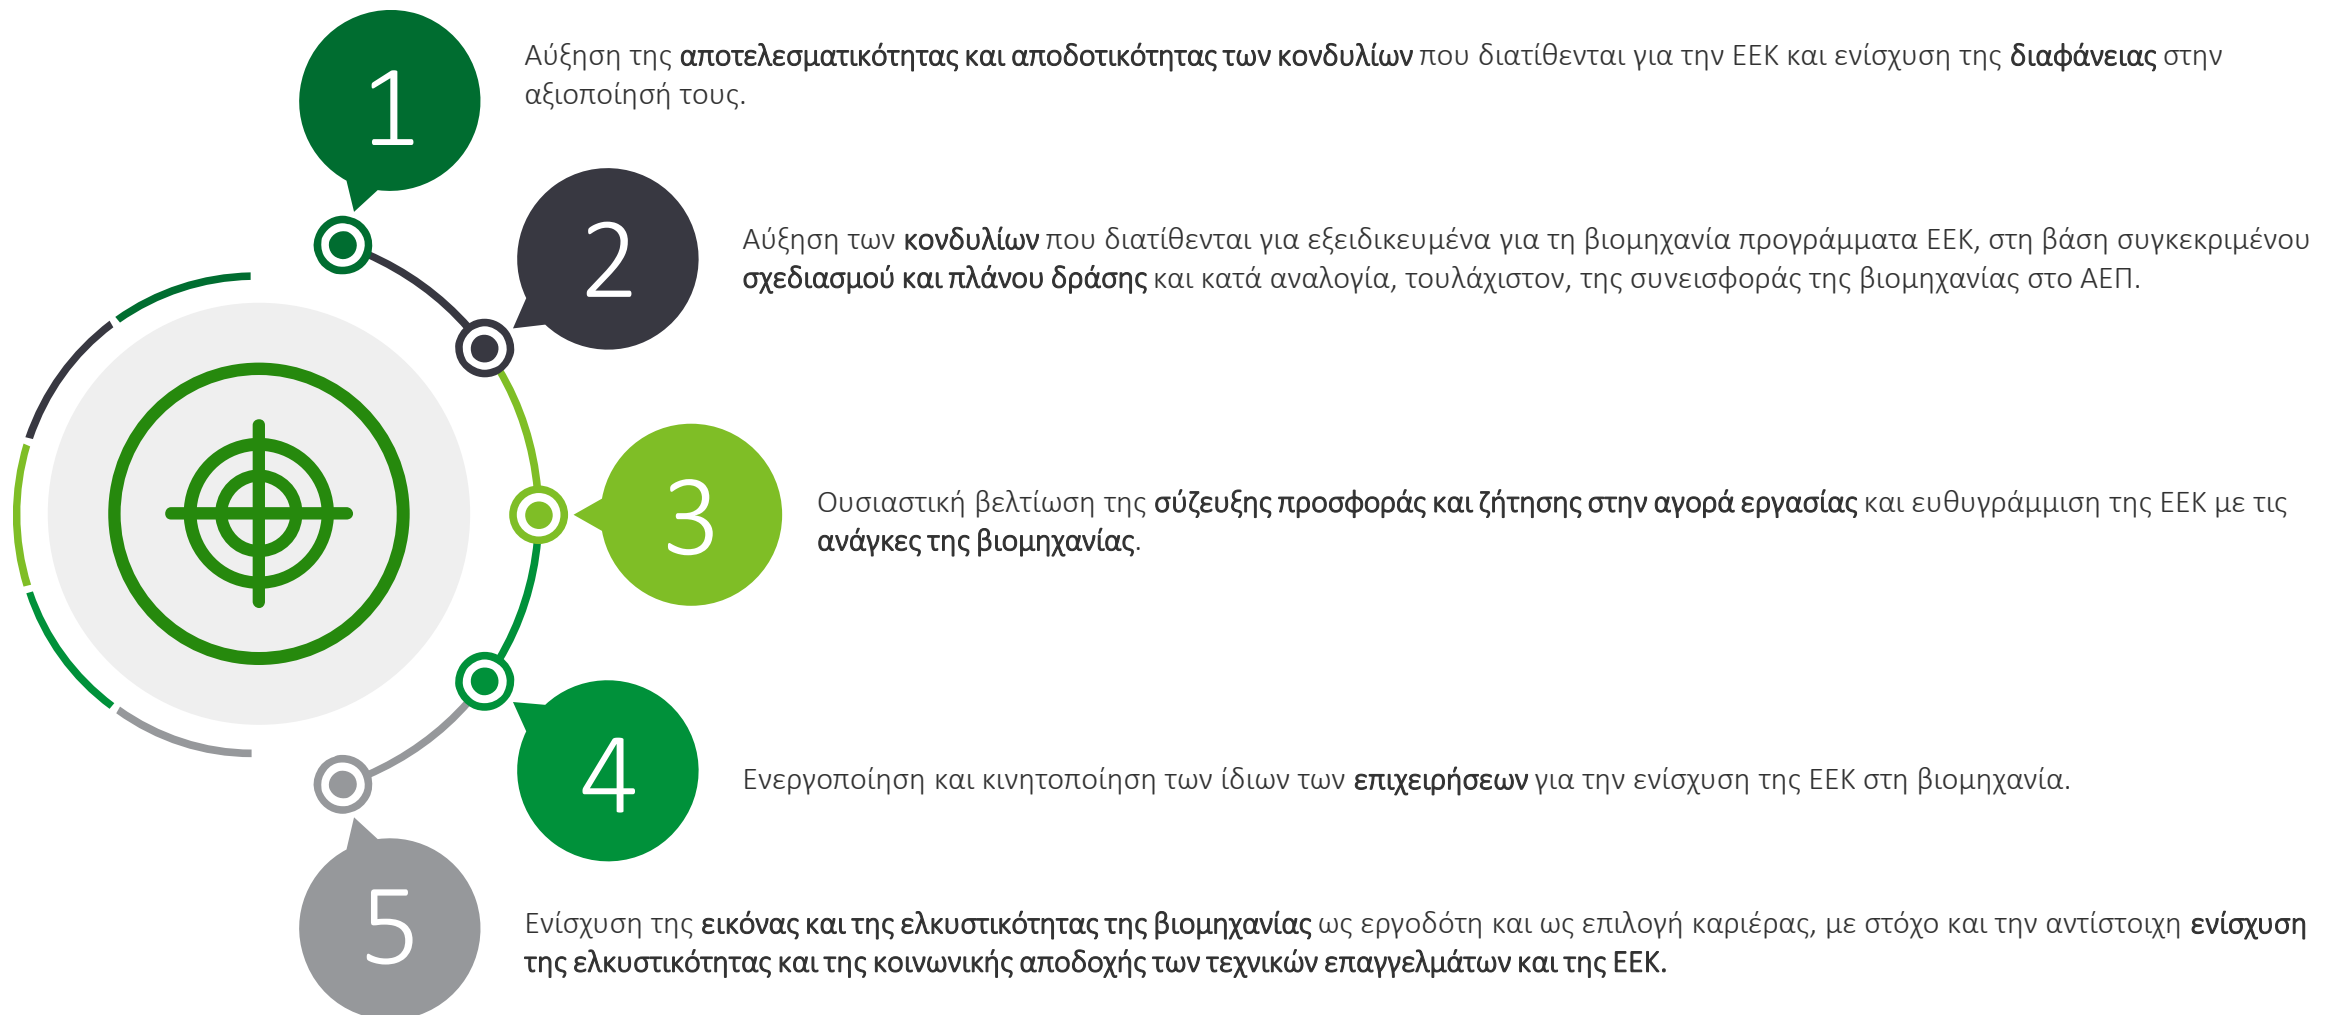 1
Αύξηση της αποτελεσματικότητας και αποδοτικότητας των κονδυλίων που διατίθενται για την ΕΕΚ και ενίσχυση της διαφάνειας στην
αξιοποίησή τους.
2
Αύξηση των κονδυλίων που διατίθενται για εξειδικευμένα για τη βιομηχανία προγράμματα ΕΕΚ, στη βάση συγκεκριμένου
σχεδιασμού και πλάνου δράσης και κατά αναλογία, τουλάχιστον, της συνεισφοράς της βιομηχανίας στο ΑΕΠ.
3
Ουσιαστική βελτίωση της σύζευξης προσφοράς και ζήτησης στην αγορά εργασίας και ευθυγράμμιση της ΕΕΚ με τις
ανάγκες της βιομηχανίας.
4
Ενεργοποίηση και κινητοποίηση των ίδιων των επιχειρήσεων για την ενίσχυση της ΕΕΚ στη βιομηχανία.
5
Ενίσχυση της εικόνας και της ελκυστικότητας της βιομηχανίας ως εργοδότη και ως επιλογή καριέρας, με στόχο και την αντίστοιχη ενίσχυση
της ελκυστικότητας και της κοινωνικής αποδοχής των τεχνικών επαγγελμάτων και της ΕΕΚ.